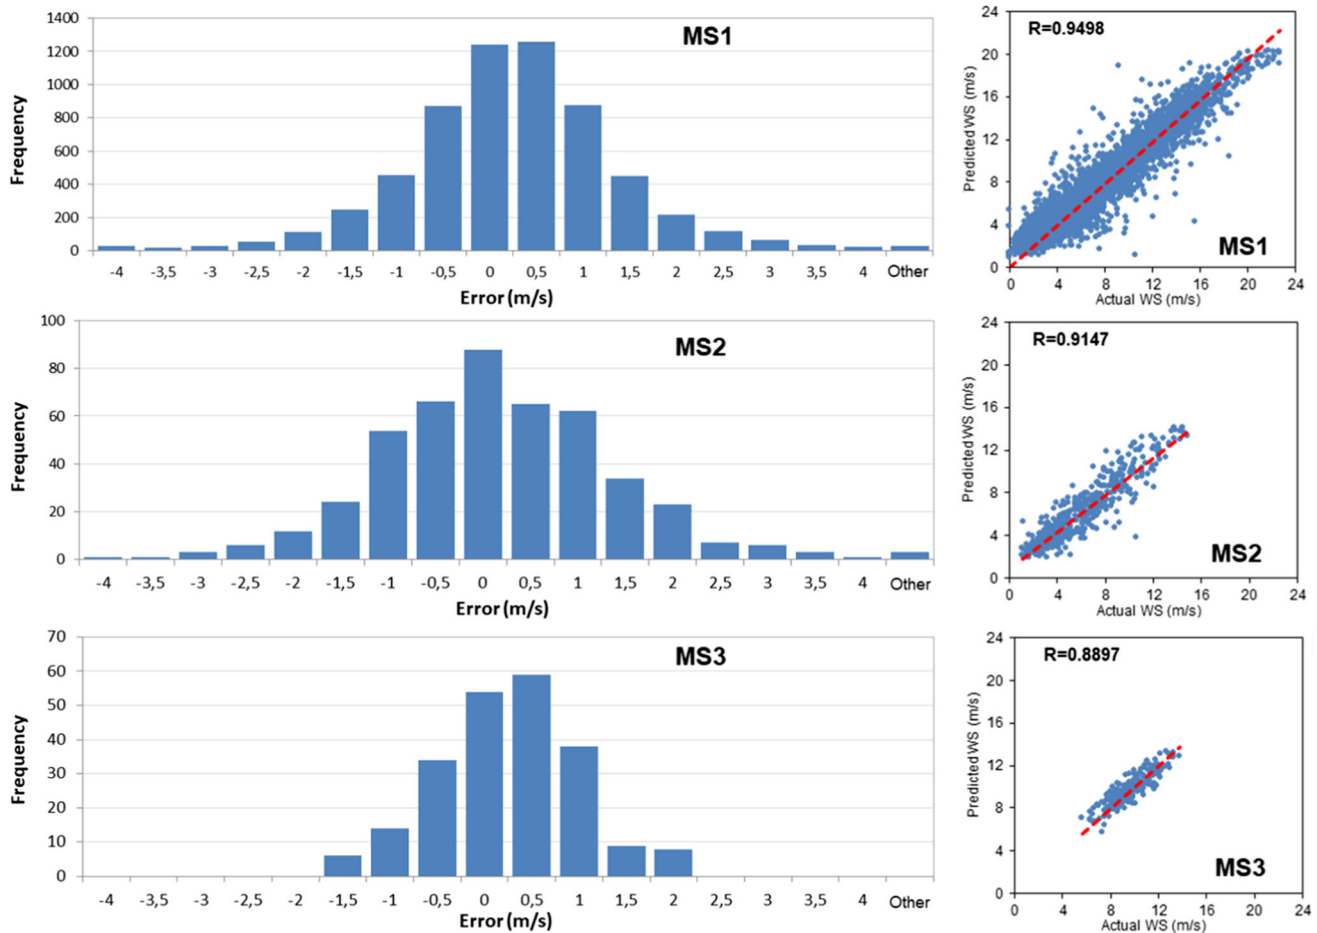 MS1
Frequency
1400
1200
1000
800
600
400
200
0
-4 -3,5 -3 -2,5 -2 -1,5 -1 -0,5 0 0,5 1 1,5 2 2,5 3 3,5 4 Other
Error (m/s)
R=0.9498
Predicted WS (m/s)
24
20
16
12
8
4
0
MS1
0 4 8 12 16 20 24
Actual WS (m/s)
MS2
Frequency
100
80
60
40
20
0
-4 -3,5 -3 -2,5 -2 -1,5 -1 -0,5 0 0,5 1 1,5 2 2,5 3 3,5 4 Other
Error (m/s)
R=0.9147
Predicted WS (m/s)
24
20
16
12
8
4
0
MS2
0 4 8 12 16 20 24
Actual WS (m/s)
MS3
Frequency
70
60
50
40
30
20
10
0
-4 -3,5 -3 -2,5 -2 -1,5 -1 -0,5 0 0,5 1 1,5 2 2,5 3 3,5 4 Other
Error (m/s)
R=0.8897
Predicted WS (m/s)
24
20
16
12
8
4
0
MS3
0 4 8 12 16 20 24
Actual WS (m/s)